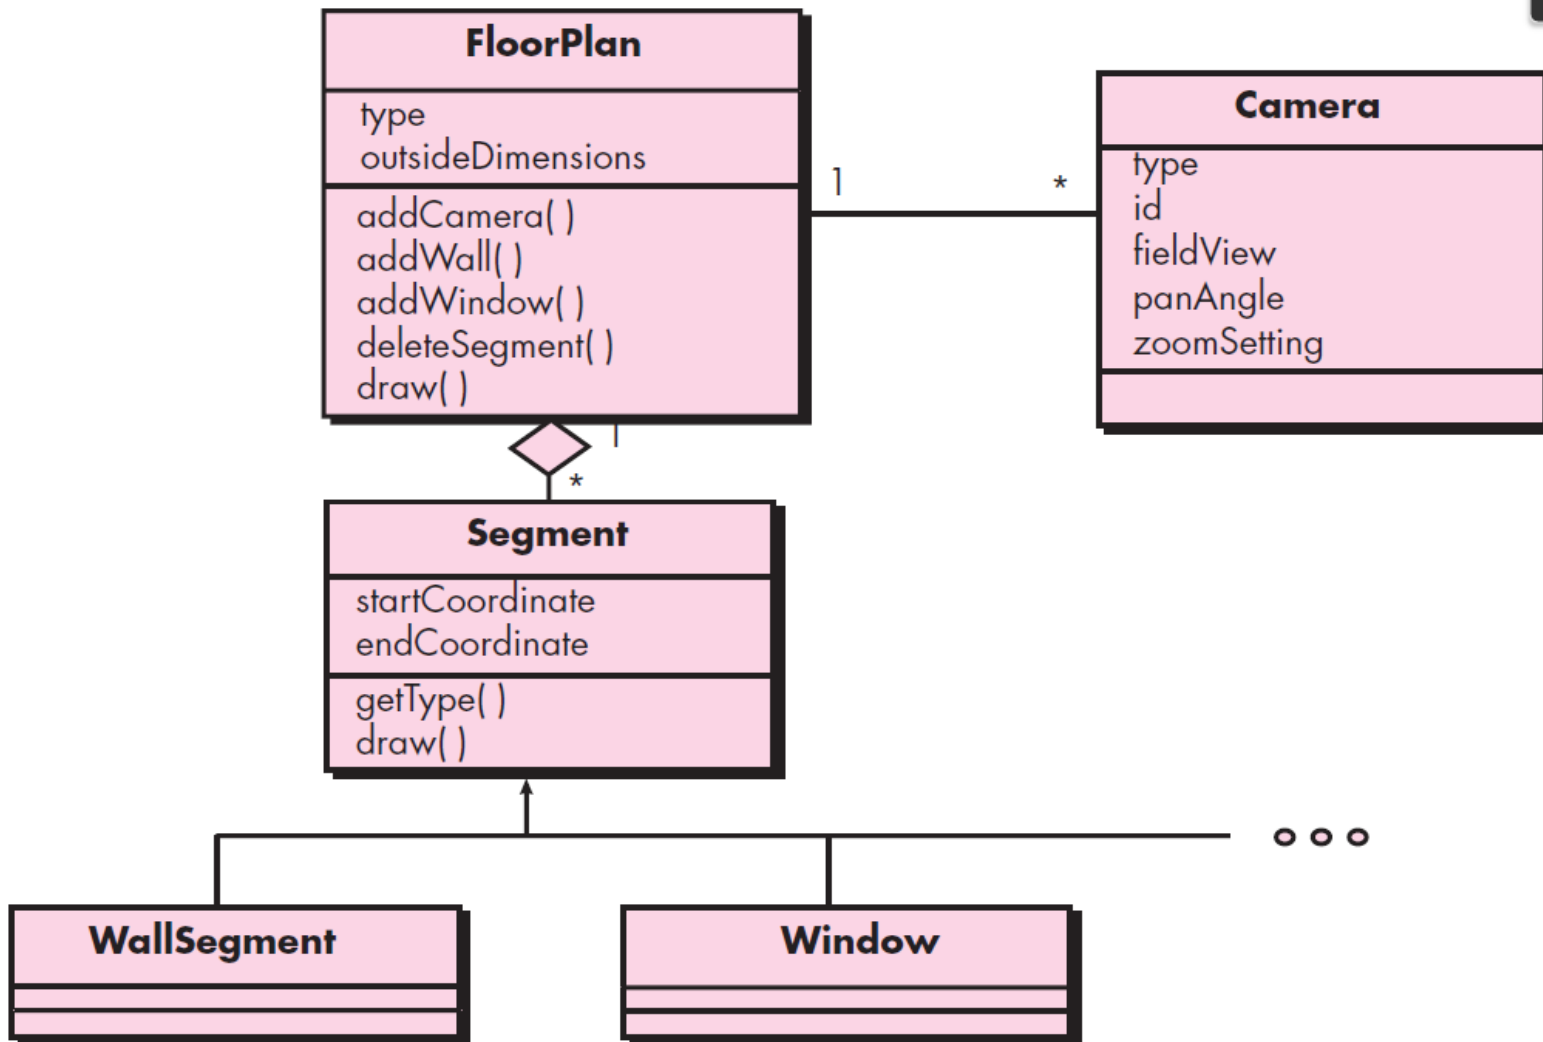 FloorPlan
type
outsideDimensions
addCamera( )
addWall( )
addWindow( )
deleteSegment( )
draw( )
1
*
Camera
type
id
fieldView
panAngle
zoomSetting
1
*
Segment
startCoordinate
endCoordinate
getType( )
draw( )
WallSegment
Window